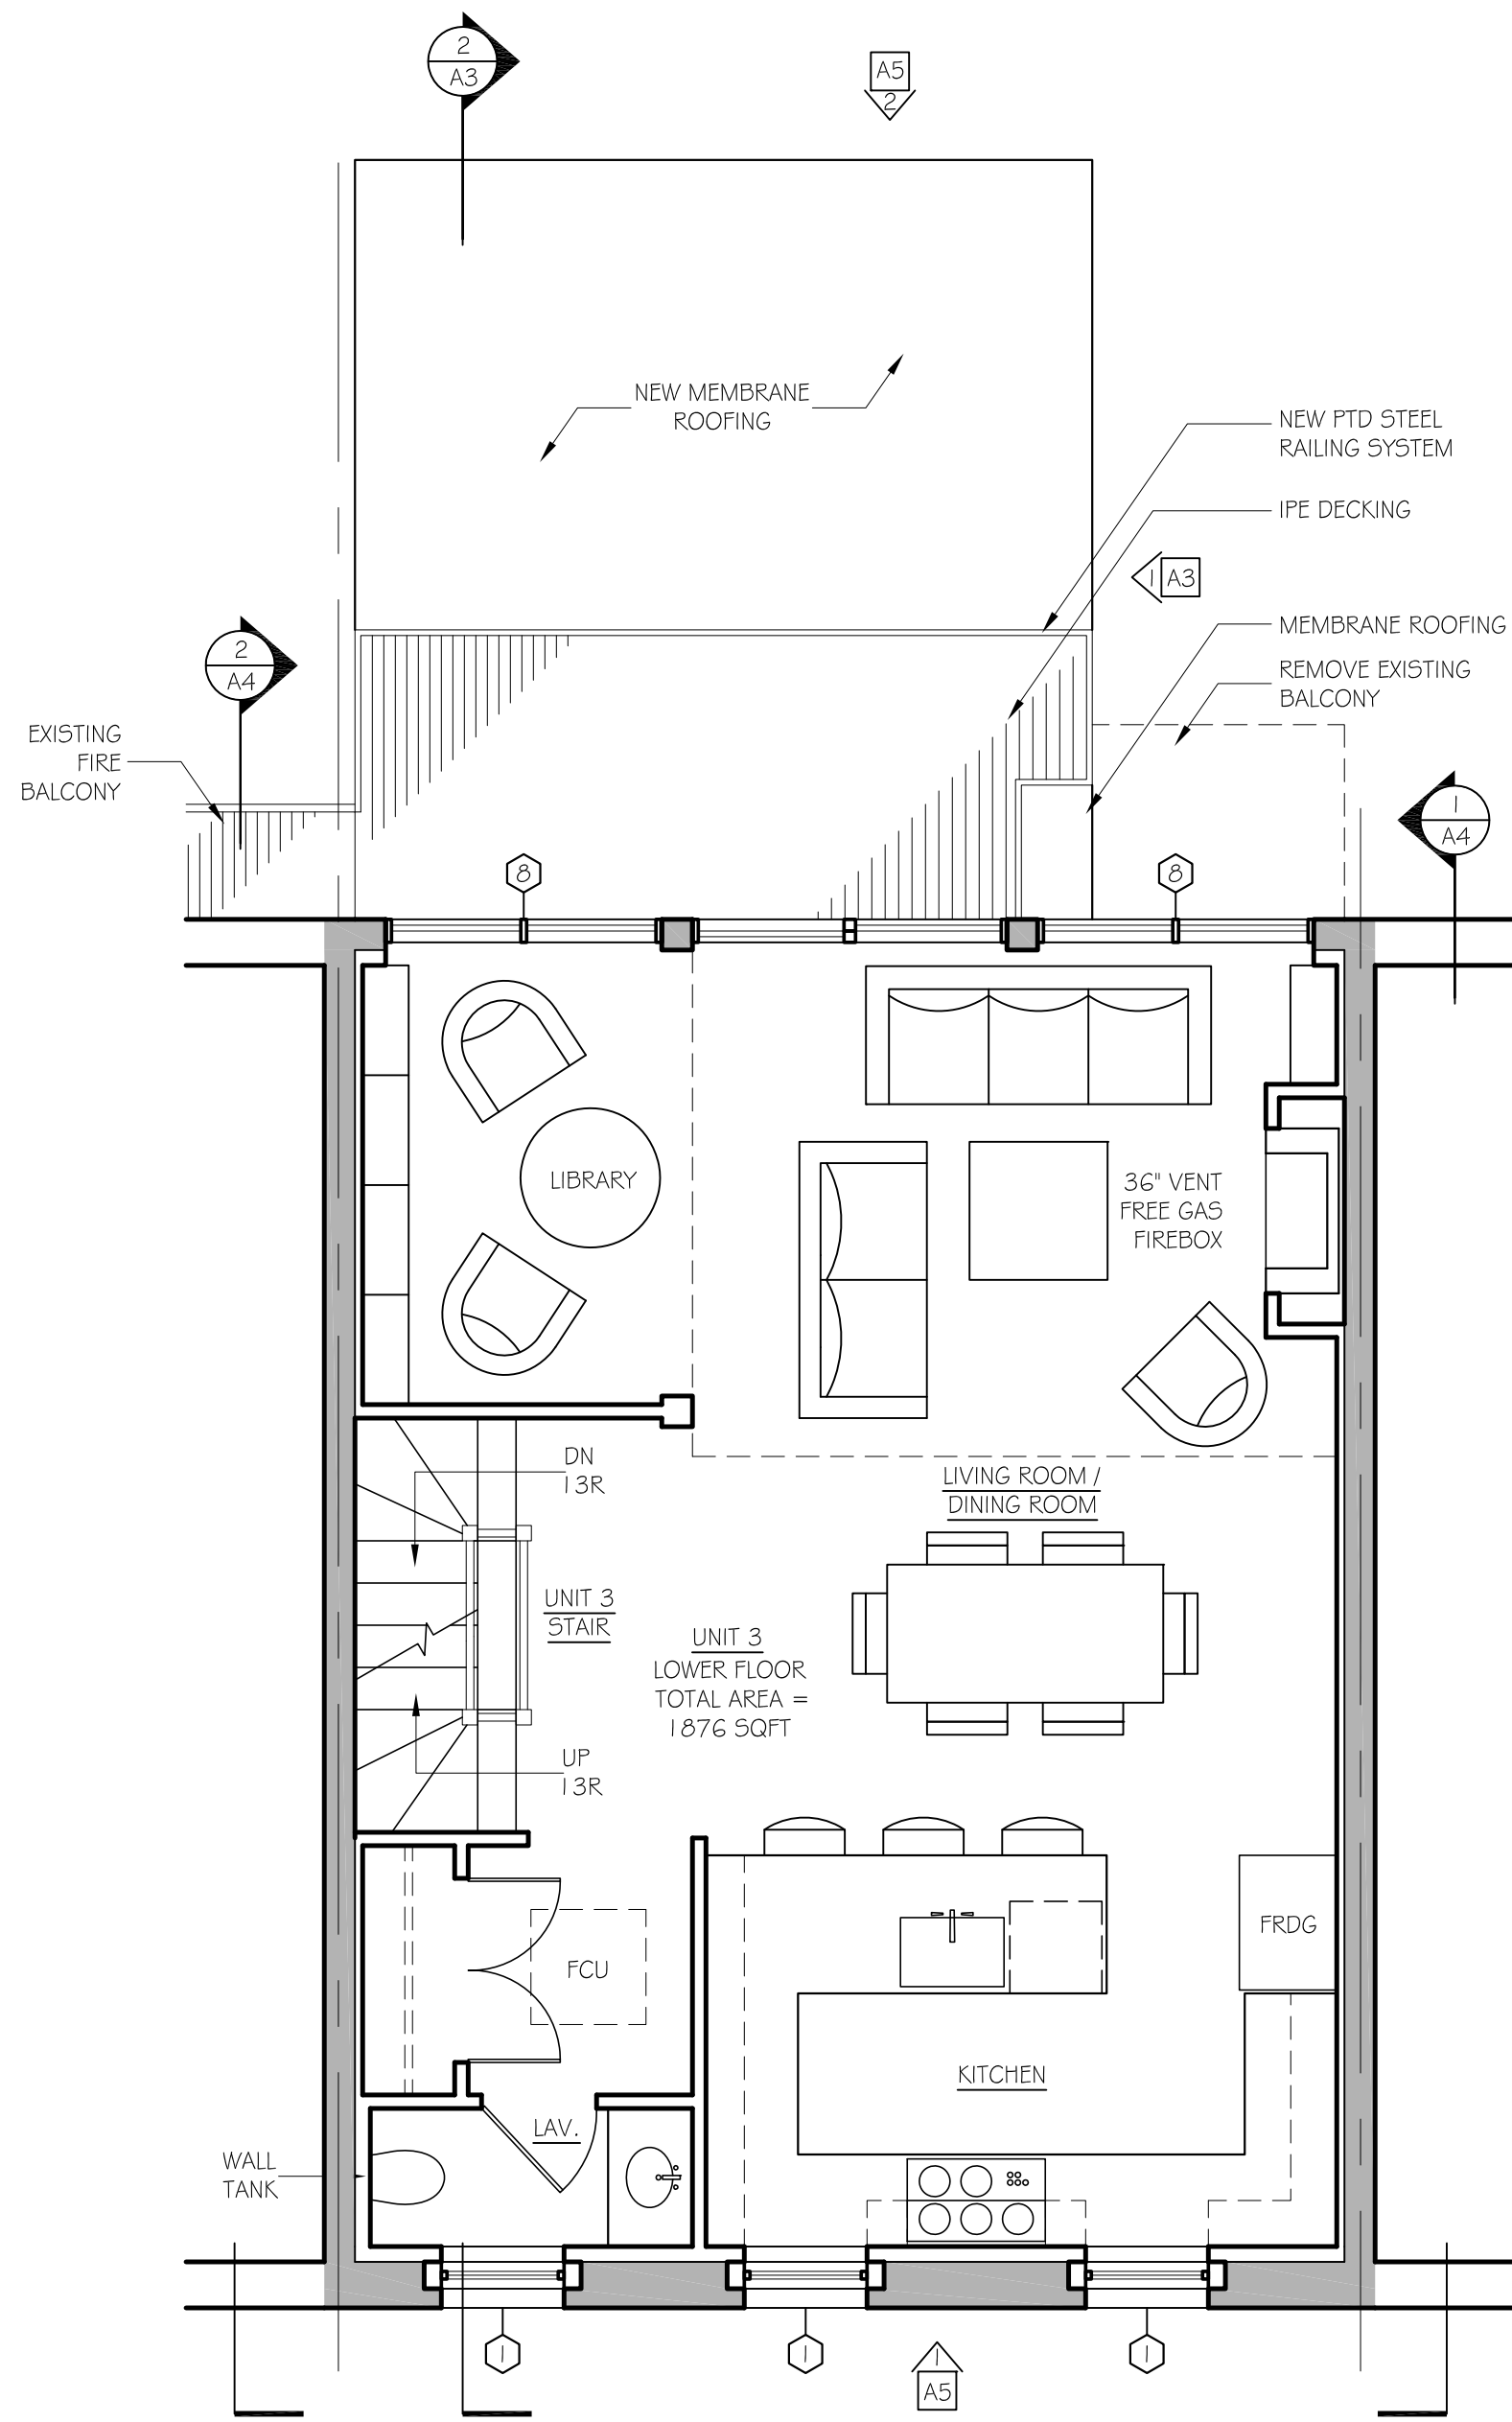 2
A3
A5
2
NEW MEMBRANE
ROOFING
NEW PTD STEEL
RAILING SYSTEM
IPE DECKING
1 A3
MEMBRANE ROOFING
REMOVE EXISTING
BALCONY
2
A4
EXISTING
FIRE
BALCONY
1
A4
8
8
LIBRARY
36" VENT
FREE GAS
FIREBOX
DN
13R
LIVING ROOM /
DINING ROOM
UNIT 3
STAIR
UNIT 3
LOWER FLOOR
TOTAL AREA =
1876 SQFT
UP
13R
FRDG
FCU
KITCHEN
LAV.
WALL
TANK
1
1
1
1
A5